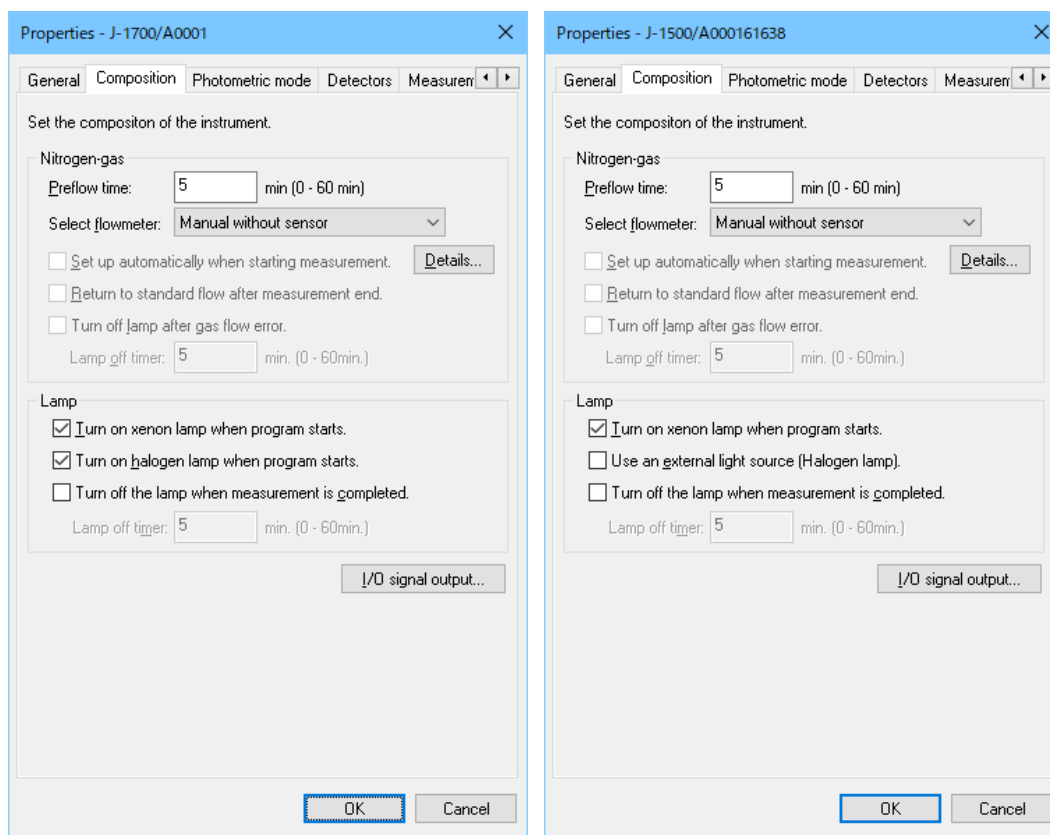 Properties - J-1700/A0001
General Composition Photometric mode Detectors Measurem
Set the compositon of the instrument.
Nitrogen-gas
Preflow time: 5 min (0 - 60 min)
Select flowmeter: Manual without sensor
Set up automatically when starting measurement. Details...
Return to standard flow after measurement end.
Turn off lamp after gas flow error.
Lamp off timer: 5 min. (0 - 60min.)
Lamp
Turn on xenon lamp when program starts.
Turn on halogen lamp when program starts.
Turn off the lamp when measurement is completed.
Lamp off timer: 5 min. (0 - 60min.)
I/O signal output...
OK Cancel
Properties - J-1500/A000161638
General Composition Photometric mode Detectors Measurem
Set the compositon of the instrument.
Nitrogen-gas
Preflow time: 5 min (0 - 60 min)
Select flowmeter: Manual without sensor
Set up automatically when starting measurement. Details...
Return to standard flow after measurement end.
Turn off lamp after gas flow error.
Lamp off timer: 5 min. (0 - 60min.)
Lamp
Turn on xenon lamp when program starts.
Use an external light source (Halogen lamp).
Turn off the lamp when measurement is completed.
Lamp off timer: 5 min. (0 - 60min.)
I/O signal output...
OK Cancel